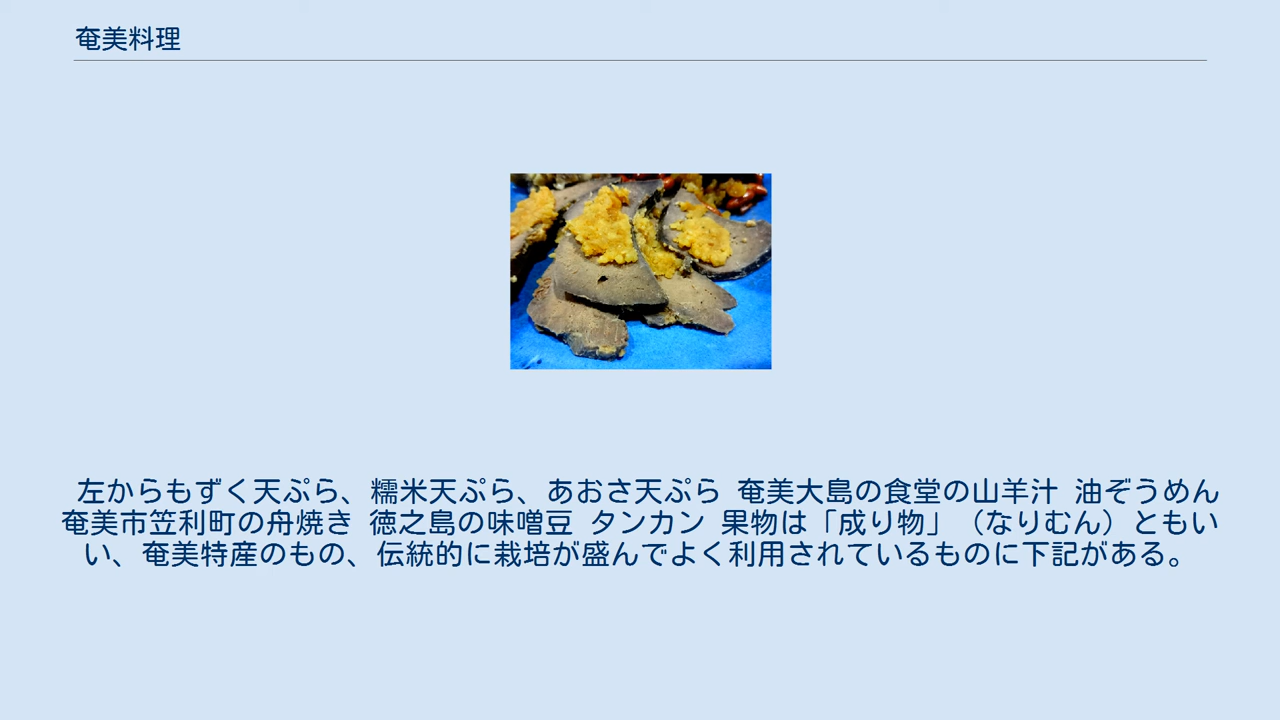 奄美料理
左からもずく天ぷら、糯米天ぷら、あおさ天ぷら 奄美大島の食堂の山羊汁 油ぞうめん
奄美市笠利町の舟焼き 徳之島の味噌豆 タンカン 果物は「成り物」（なりむん）ともい
い、奄美特産のもの、伝統的に栽培が盛んでよく利用されているものに下記がある。